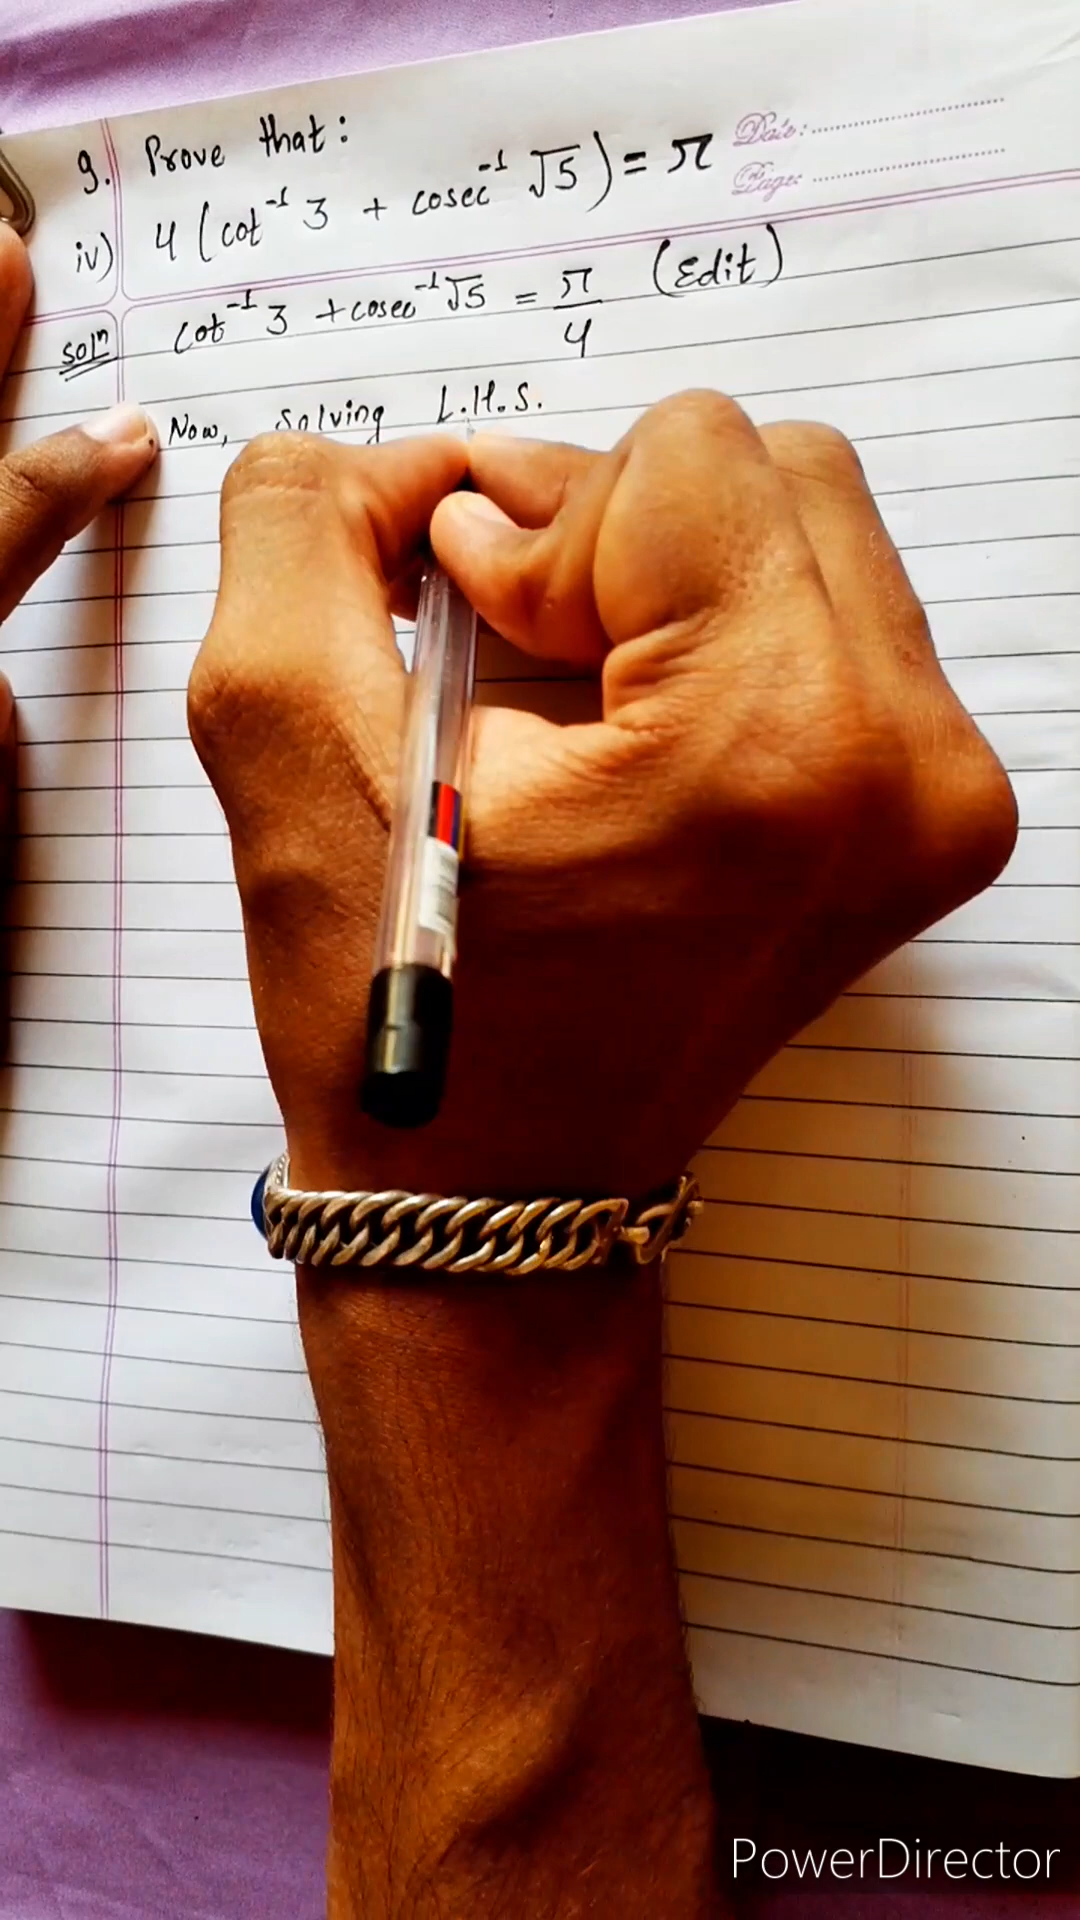 9. Prove that:
Date:
Page:
iv) 4 (cot⁻¹ 3 + cosec⁻¹ √5) = π
Solⁿ cot⁻¹ 3 + cosec⁻¹ √5 = π/4 (Edit)
Now, Solving L.H.S.
PowerDirector